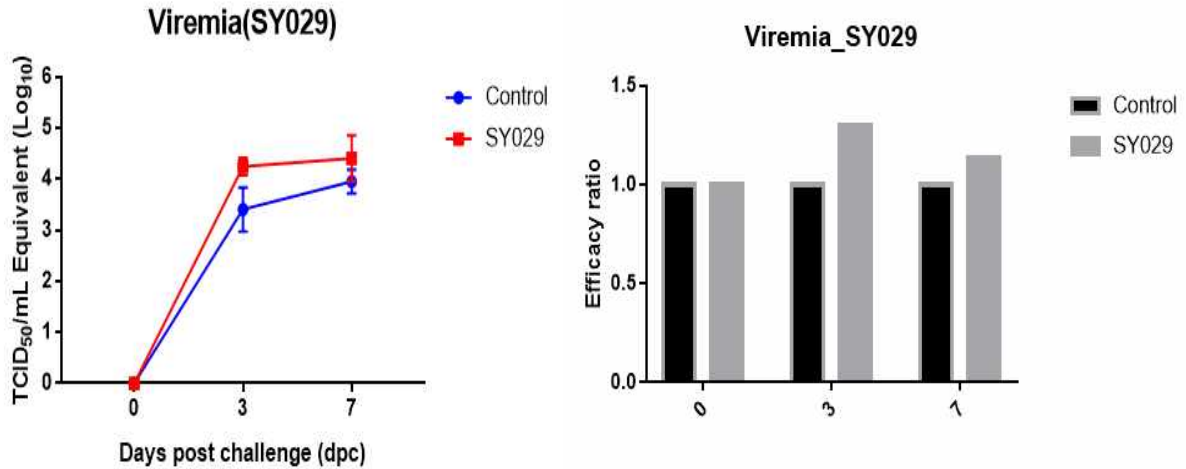 Viremia(SY029)
TCID₅₀/mL Equivalent (Log₁₀)
6
5
4
3
2
1
0
0 3 7
Days post challenge (dpc)
Control
SY029
Viremia_SY029
Efficacy ratio
1.5
1.0
0.5
0.0
0 3 7
Control
SY029